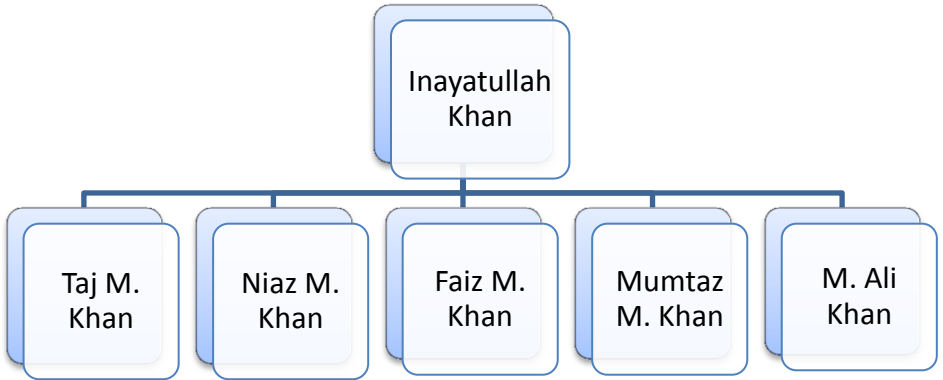 Inayatullah
Khan
Taj M.
Khan
Niaz M.
Khan
Faiz M.
Khan
Mumtaz
M. Khan
M. Ali
Khan